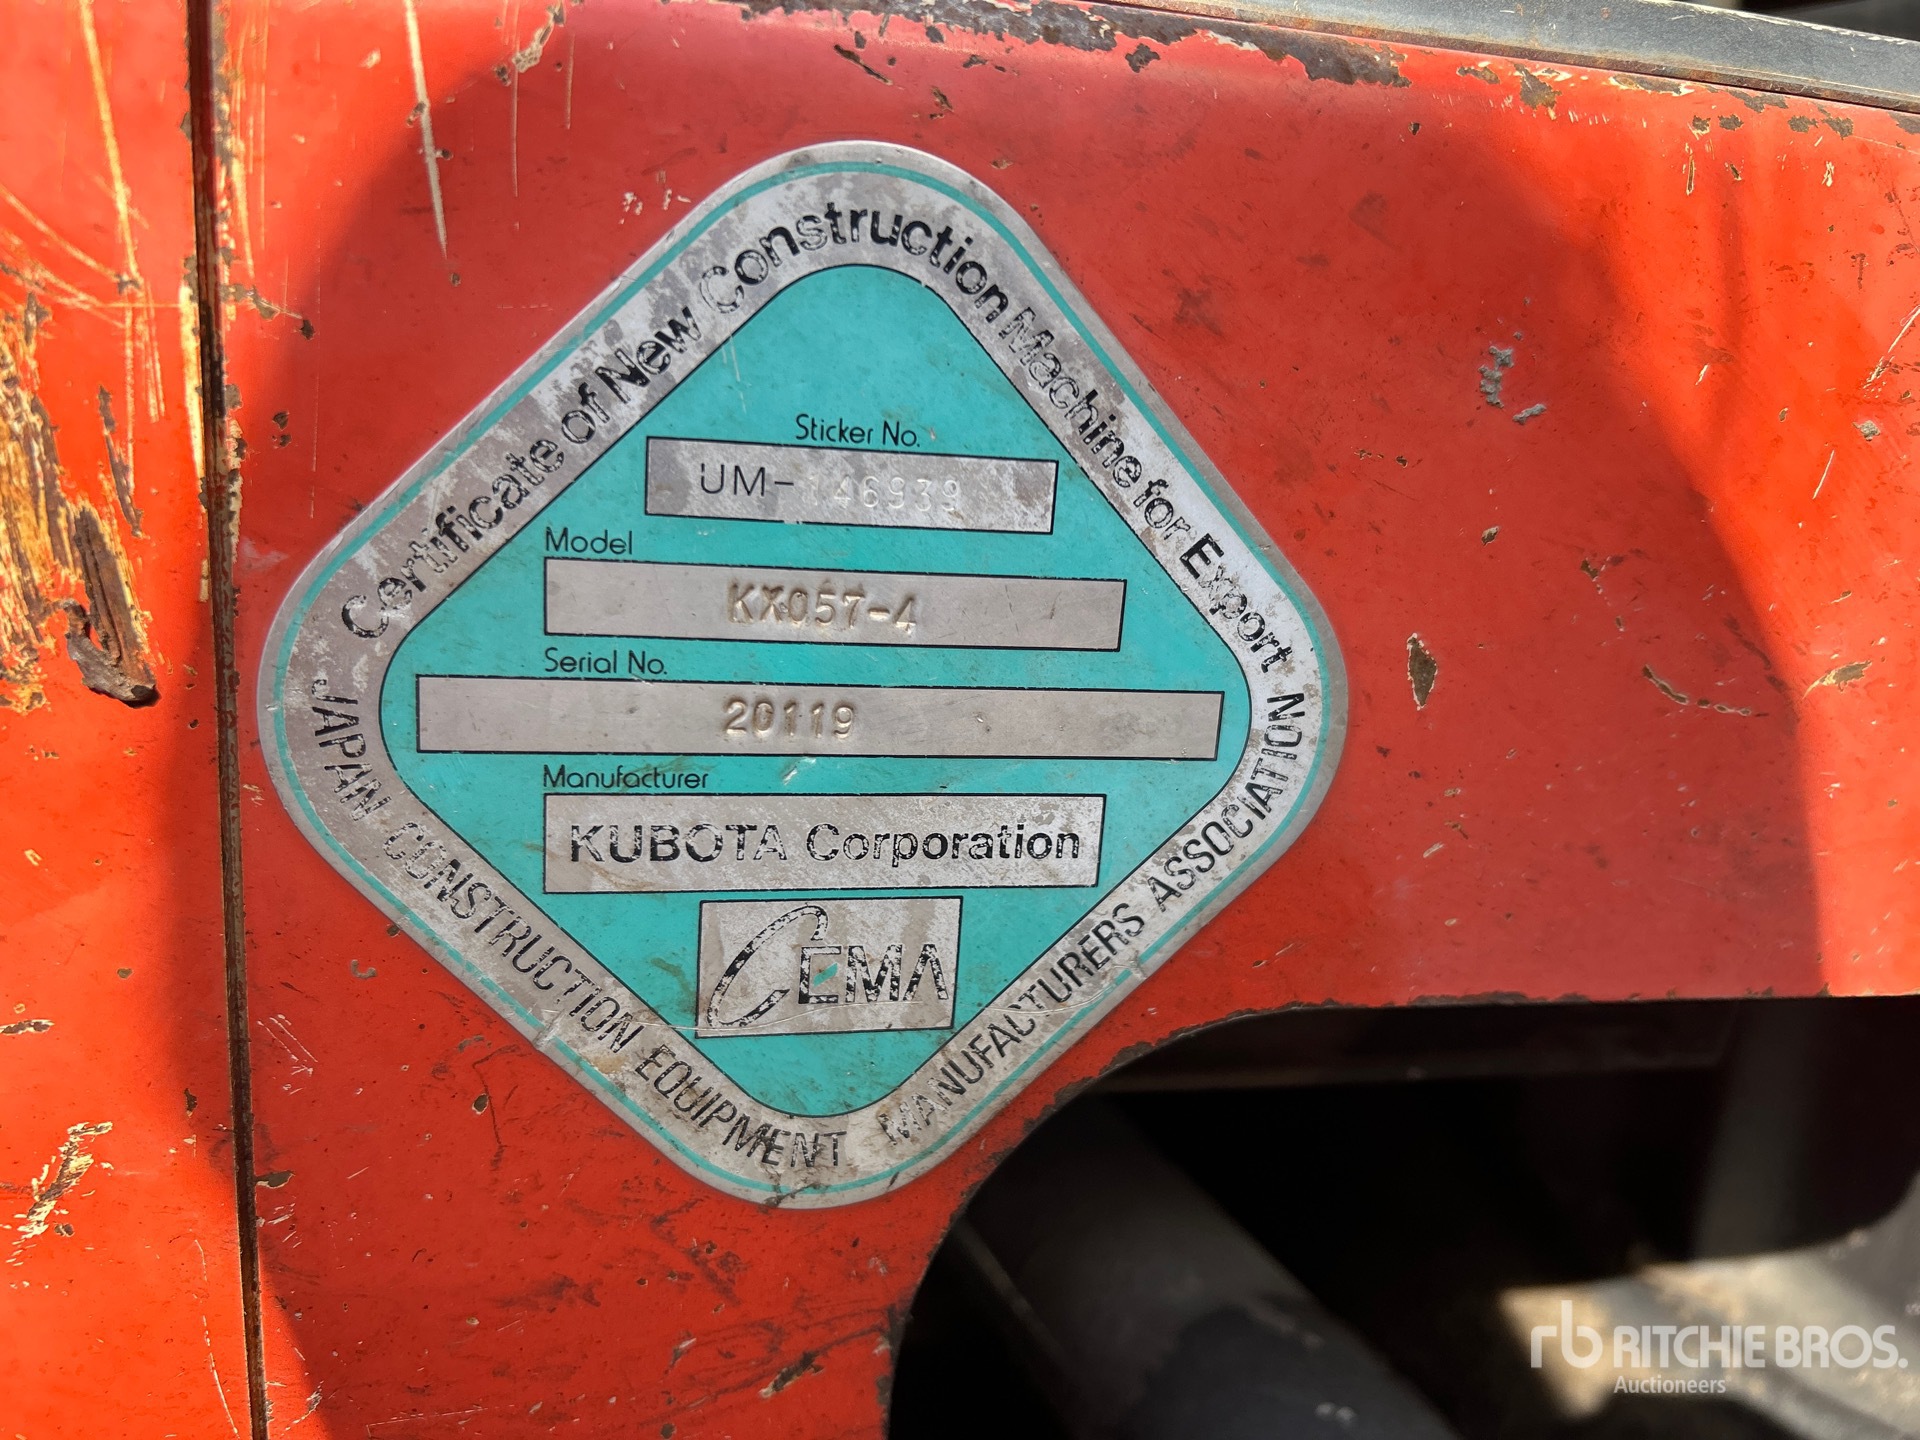 Certificate of New Construction Machine for Export
Sticker No.
UM-146939
Model
KX057-4
Serial No.
20119
Manufacturer
KUBOTA Corporation
CEMA
JAPAN CONSTRUCTION EQUIPMENT MANUFACTURERS ASSOCIATION
rb RITCHIE BROS.
Auctioneers